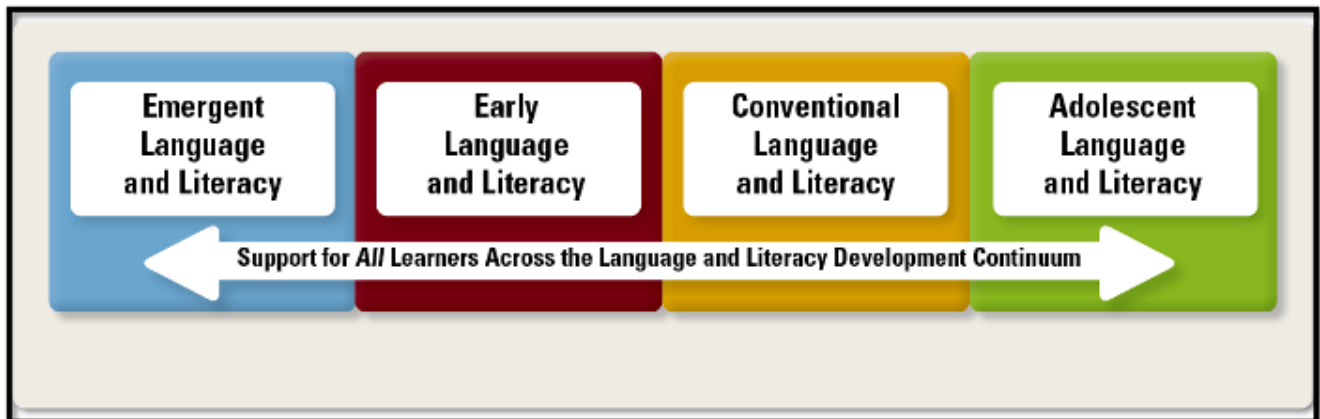 Emergent
Language
and Literacy
Early
Language
and Literacy
Conventional
Language
and Literacy
Adolescent
Language
and Literacy
Support for All Learners Across the Language and Literacy Development Continuum